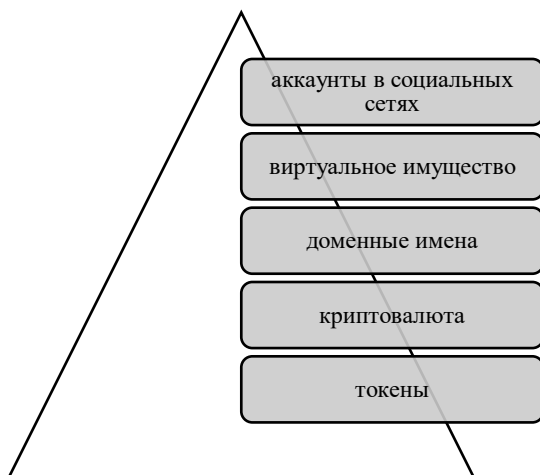 аккаунты в социальных
сетях
виртуальное имущество
доменные имена
криптовалюта
токены